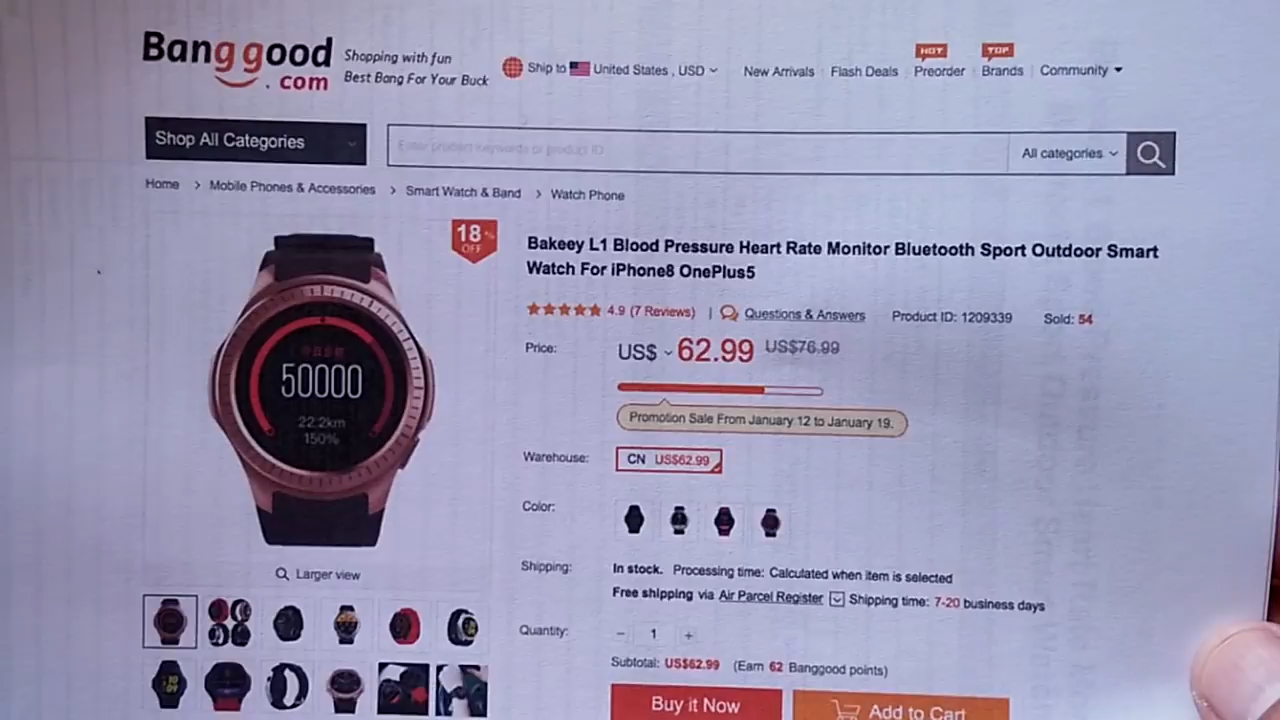 Banggood
.com
Shopping with fun
Best Bang For Your Buck
Ship to United States , USD
New Arrivals
Flash Deals
HOT
Preorder
TOP
Brands
Community
Shop All Categories
Enter product keywords or product ID
All categories
Home > Mobile Phones & Accessories > Smart Watch & Band > Watch Phone
18%
OFF
50000
22.2km
150%
Larger view
Bakeey L1 Blood Pressure Heart Rate Monitor Bluetooth Sport Outdoor Smart
Watch For iPhone8 OnePlus5
4.9 (7 Reviews) | Questions & Answers Product ID: 1209339 Sold: 54
Price: US$ 62.99 US$76.99
Promotion Sale From January 12 to January 19.
Warehouse: CN US$62.99
Color:
Shipping: In stock. Processing time: Calculated when item is selected
Free shipping via Air Parcel Register Shipping time: 7-20 business days
Quantity: − 1 +
Subtotal: US$62.99 (Earn 62 Banggood points)
Buy it Now
Add to Cart